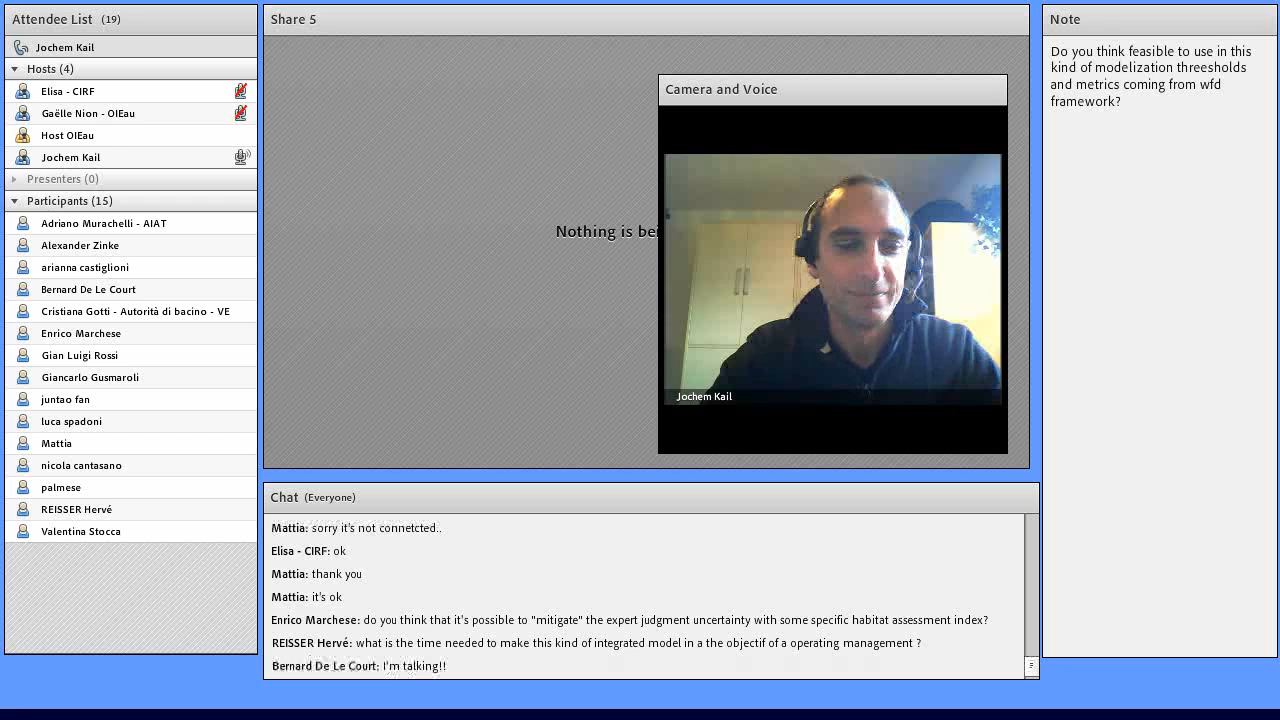 Attendee List (19)
Jochem Kail
Hosts (4)
Elisa - CIRF
Gaëlle Nion - OIEau
Host OIEau
Jochem Kail
Presenters (0)
Participants (15)
Adriano Murachelli - AIAT
Alexander Zinke
arianna castiglioni
Bernard De Le Court
Cristiana Gotti - Autorità di bacino - VE
Enrico Marchese
Gian Luigi Rossi
Giancarlo Gusmaroli
juntao fan
luca spadoni
Mattia
nicola cantasano
palmese
REISSER Hervé
Valentina Stocca
Share 5
Nothing is bei
Camera and Voice
Jochem Kail
Chat (Everyone)
Mattia: sorry it's not connetcted..
Elisa - CIRF: ok
Mattia: thank you
Mattia: it's ok
Enrico Marchese: do you think that it's possible to "mitigate" the expert judgment uncertainty with some specific habitat assessment index?
REISSER Hervé: what is the time needed to make this kind of integrated model in a the objectif of a operating management ?
Bernard De Le Court: I'm talking!!
Note
Do you think feasible to use in this
kind of modelization threesholds
and metrics coming from wfd
framework?